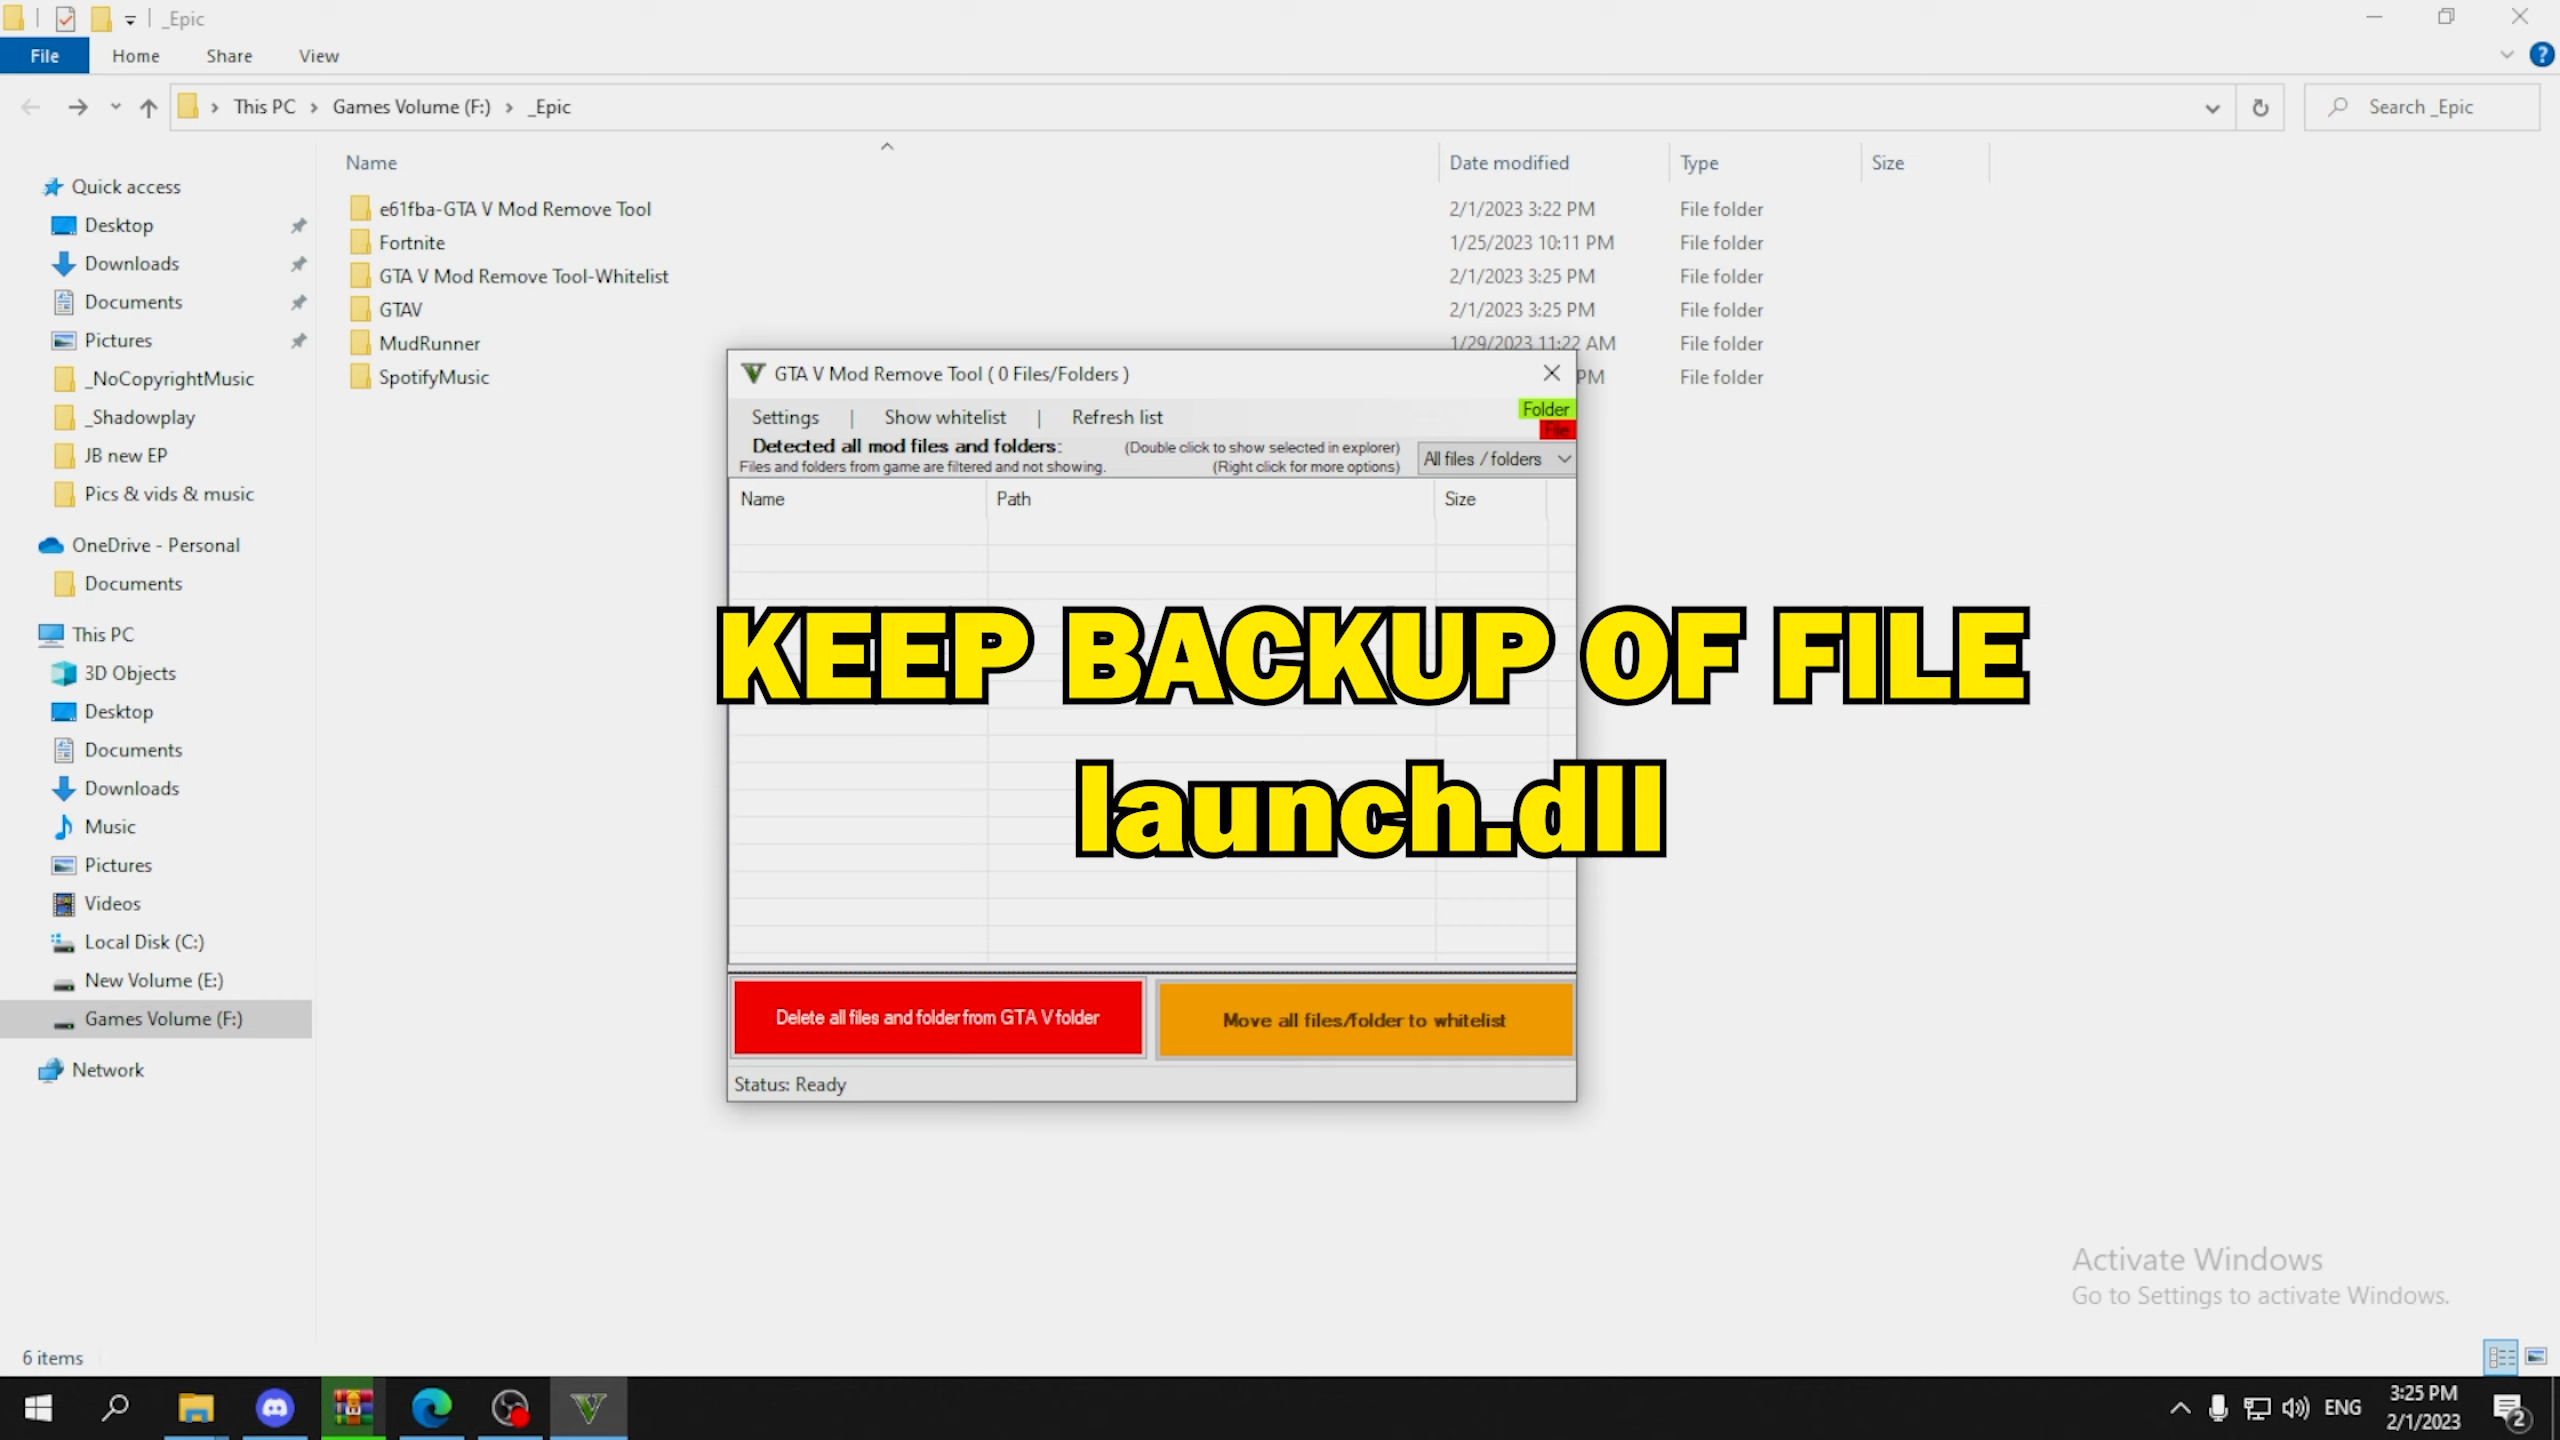 _Epic
File Home Share View
This PC › Games Volume (F:) › _Epic
Search _Epic
Name Date modified Type Size
e61fba-GTA V Mod Remove Tool 2/1/2023 3:22 PM File folder
Fortnite 1/25/2023 10:11 PM File folder
GTA V Mod Remove Tool-Whitelist 2/1/2023 3:25 PM File folder
GTAV 2/1/2023 3:25 PM File folder
MudRunner 1/29/2023 11:22 AM File folder
SpotifyMusic PM File folder
Quick access
Desktop
Downloads
Documents
Pictures
_NoCopyrightMusic
_Shadowplay
JB new EP
Pics & vids & music
OneDrive - Personal
Documents
This PC
3D Objects
Desktop
Documents
Downloads
Music
Pictures
Videos
Local Disk (C:)
New Volume (E:)
Games Volume (F:)
Network
GTA V Mod Remove Tool ( 0 Files/Folders )
Settings | Show whitelist | Refresh list
Folder
File
Detected all mod files and folders: (Double click to show selected in explorer)
Files and folders from game are filtered and not showing. (Right click for more options)
All files / folders
Name Path Size
KEEP BACKUP OF FILE
launch.dll
Delete all files and folder from GTA V folder
Move all files/folder to whitelist
Status: Ready
Activate Windows
Go to Settings to activate Windows.
6 items
ENG
3:25 PM
2/1/2023
2